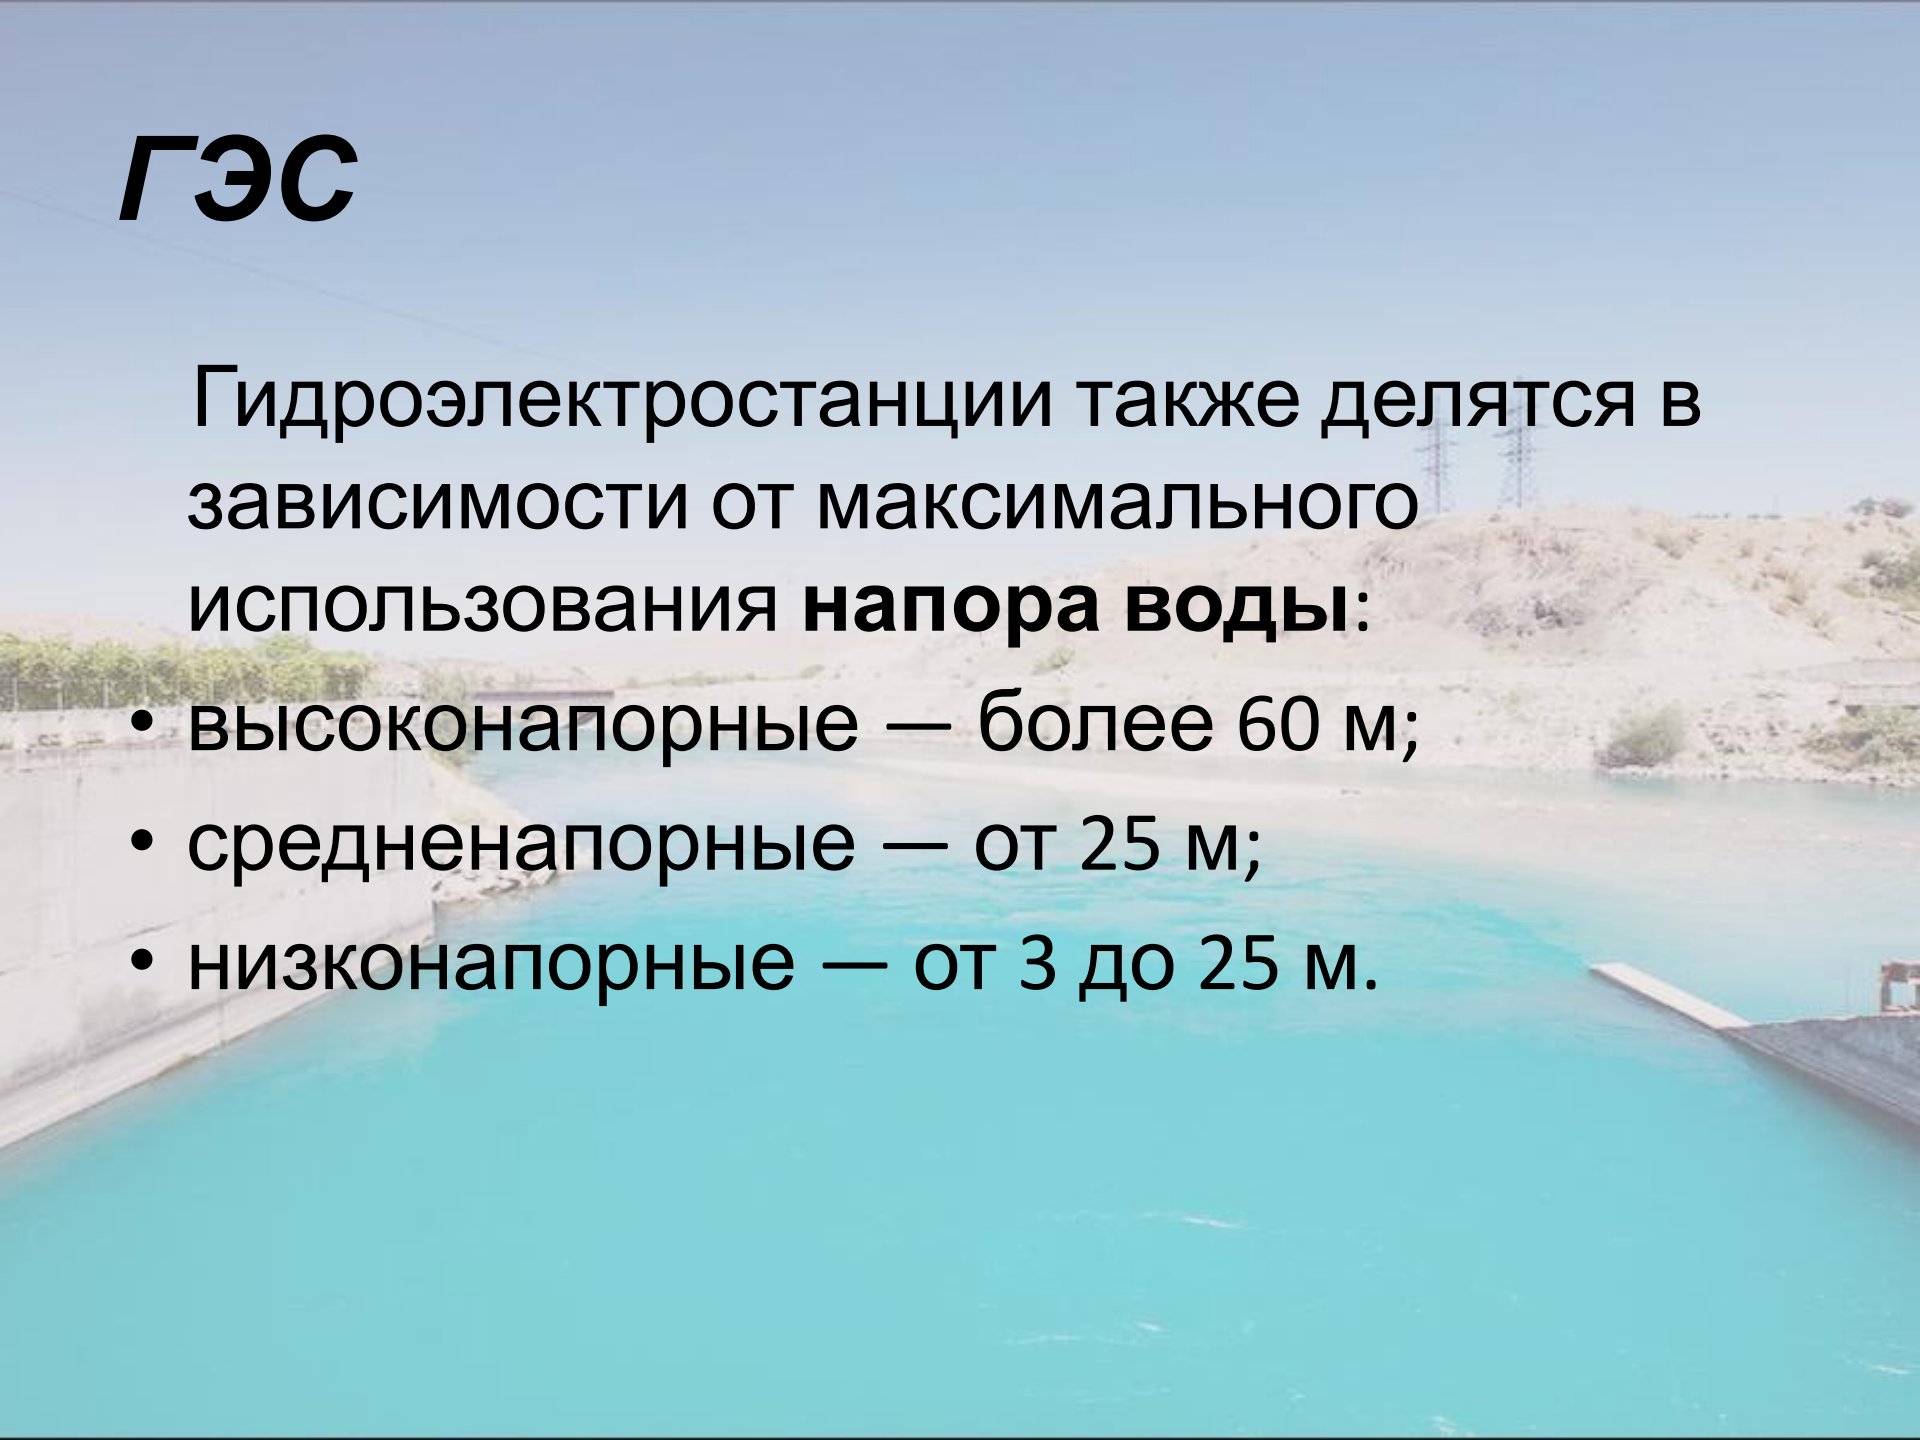 ГЭС
Гидроэлектростанции также делятся в
зависимости от максимального
использования напора воды:
• высоконапорные — более 60 м;
• средненапорные — от 25 м;
• низконапорные — от 3 до 25 м.